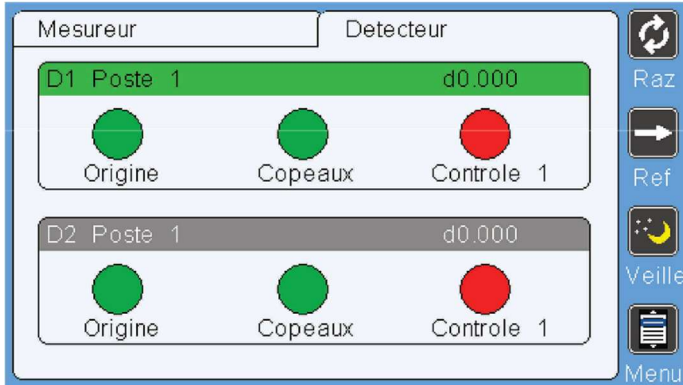 Mesureur Detecteur
D1 Poste 1 d0.000
Origine Copeaux Controle 1
D2 Poste 1 d0.000
Origine Copeaux Controle 1
Raz
Ref
Veille
Menu